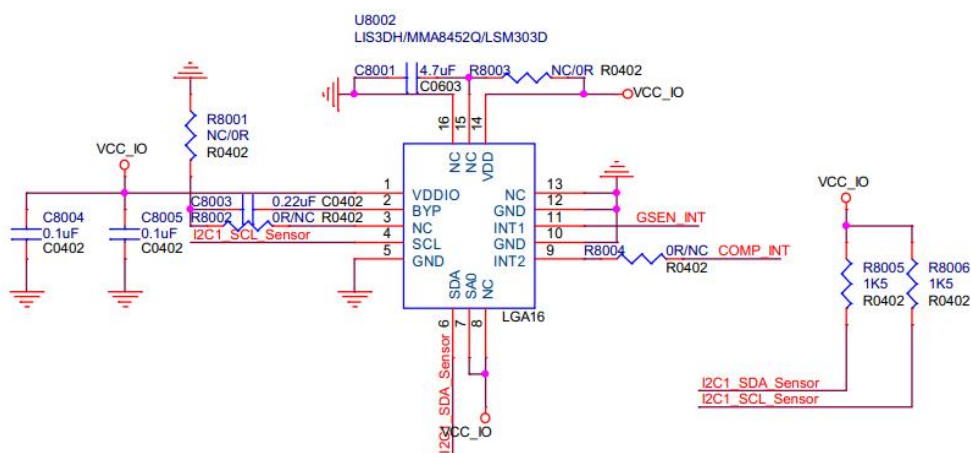 U8002
LIS3DH/MMA8452Q/LSM303D
C8001 4.7uF R8003 NC/0R R0402
C0603
VCC_IO
R8001
NC/0R
R0402
16 15 14
NC NC VDD
VCC_IO
1 VDDIO
2 BYP
3 NC
4 SCL
5 GND
C8003 0.22uF C0402
R8002 0R/NC R0402
I2C1_SCL_Sensor
C8004
0.1uF
C0402
C8005
0.1uF
C0402
NC 13
GND 12
INT1 11 GSEN_INT
GND 10
INT2 9 R8004 0R/NC COMP_INT
R0402
SDA SA0 NC
6 7 8
LGA16
I2C1_SDA_Sensor
VCC_IO
VCC_IO
R8005
1K5
R0402
R8006
1K5
R0402
I2C1_SDA_Sensor
I2C1_SCL_Sensor